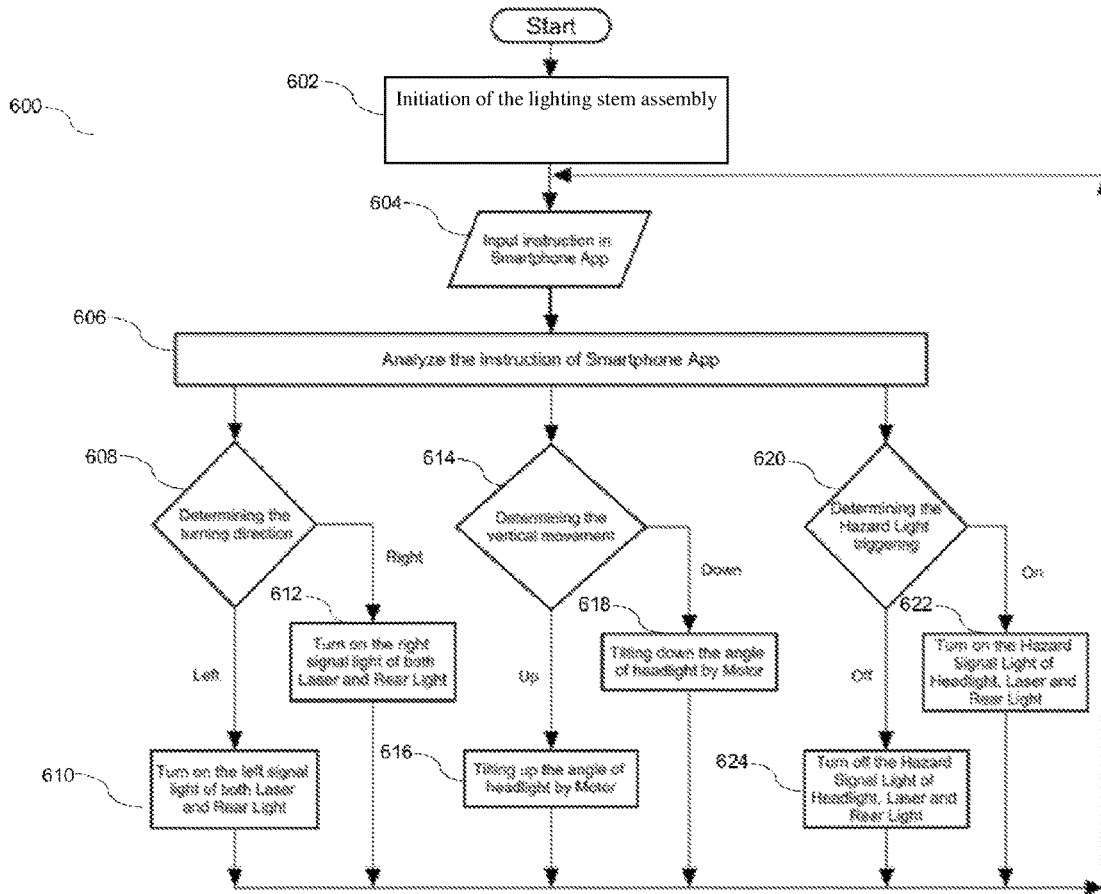 Start
602
Initiation of the lighting stem assembly
600
604
Input instruction in
Smartphone App
606
Analyze the instruction of Smartphone App
608
Determining the
turning direction
614
Determining the
vertical movement
620
Determining the
Hazard Light
triggering
Right
Down
On
612
Turn on the right
signal light of both
Laser and Rear Light
618
Tilting down the angle
of headlight by Motor
622
Turn on the Hazard
Signal Light of
Headlight, Laser and
Rear Light
Left
Up
Off
610
Turn on the left signal
light of both Laser
and Rear Light
616
Tilting up the angle of
headlight by Motor
624
Turn off the Hazard
Signal Light of
Headlight, Laser and
Rear Light